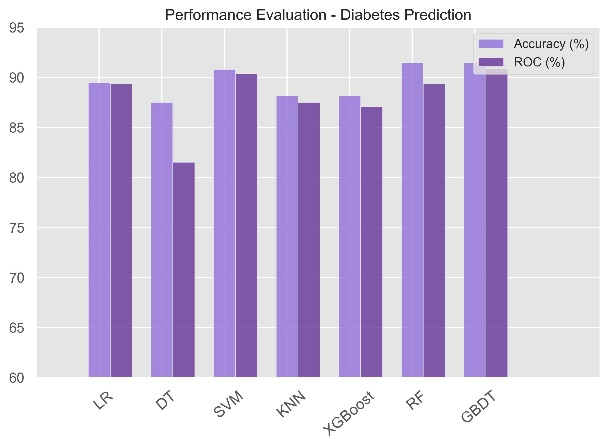 Performance Evaluation - Diabetes Prediction
95
90
85
80
75
70
65
60
Accuracy (%)
ROC (%)
LR
DT
SVM
KNN
XGBoost
RF
GBDT